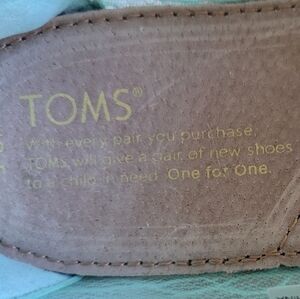 TOMS®
With every pair you purchase,
TOMS will give a pair of new shoes
to a child in need. One for One.